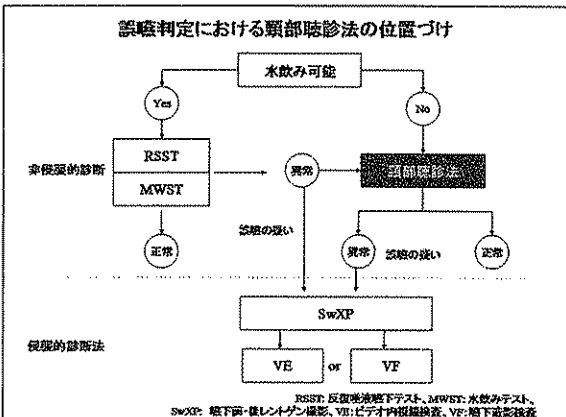 誤嚥判定における頸部聴診法の位置づけ
水飲み可能
Yes
No
非侵襲的診断
RSST
MWST
異常
頸部聴診法
正常
誤嚥の疑い
異常
誤嚥の疑い
正常
SwXP
侵襲的診断法
VE
or
VF
RSST: 反復唾液嚥下テスト、MWST: 水飲みテスト、
SwXP: 嚥下前・後レントゲン撮影、VE:ビデオ内視鏡検査、VF:嚥下造影検査